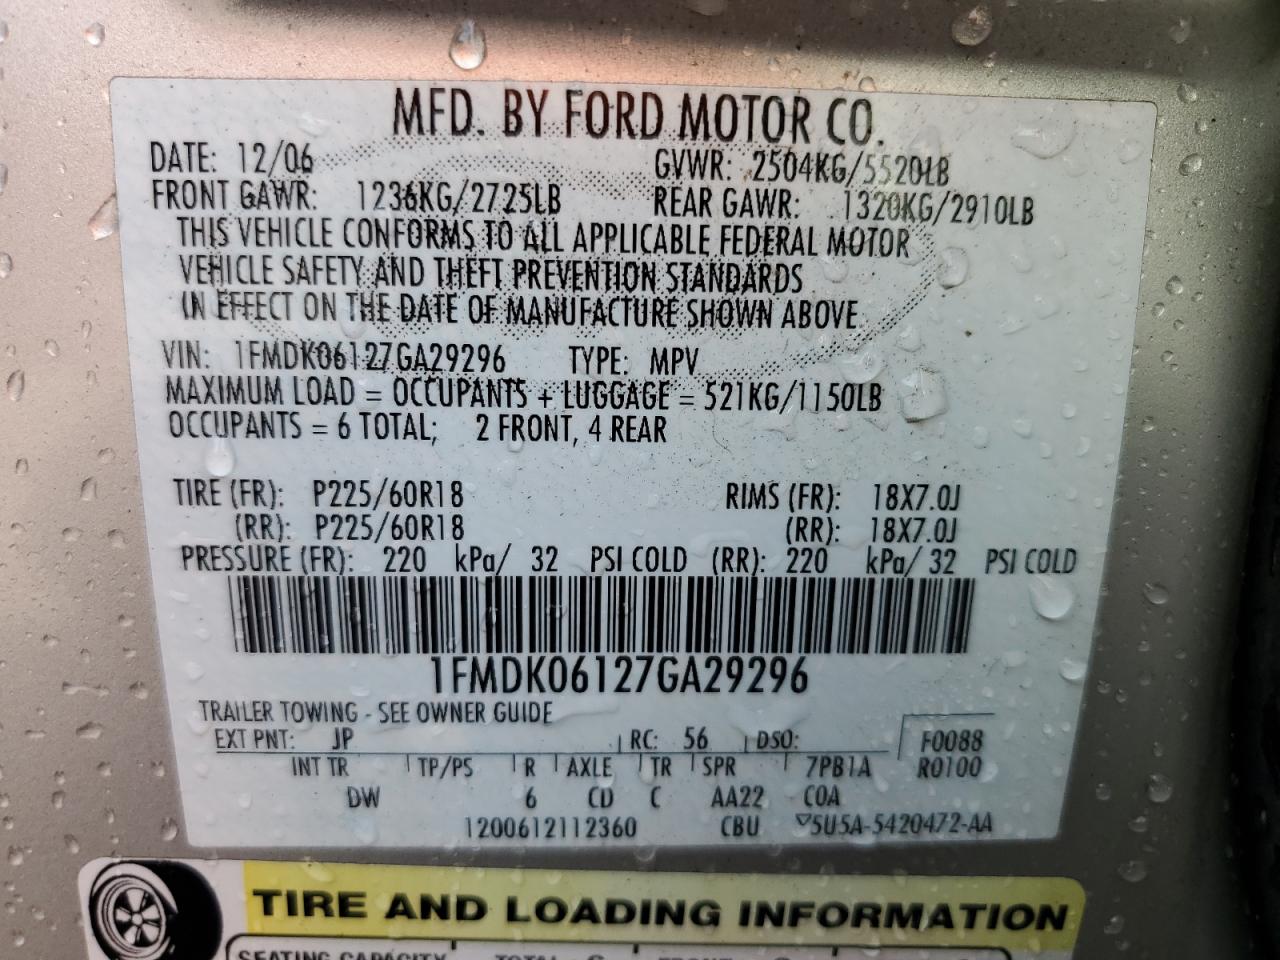 MFD. BY FORD MOTOR CO.
DATE: 12/06 GVWR: 2504KG/5520LB
FRONT GAWR: 1236KG/2725LB REAR GAWR: 1320KG/2910LB
THIS VEHICLE CONFORMS TO ALL APPLICABLE FEDERAL MOTOR
VEHICLE SAFETY AND THEFT PREVENTION STANDARDS
IN EFFECT ON THE DATE OF MANUFACTURE SHOWN ABOVE.
VIN: 1FMDK06127GA29296 TYPE: MPV
MAXIMUM LOAD = OCCUPANTS + LUGGAGE = 521KG/1150LB
OCCUPANTS = 6 TOTAL; 2 FRONT, 4 REAR
TIRE (FR): P225/60R18 RIMS (FR): 18X7.0J
(RR): P225/60R18 (RR): 18X7.0J
PRESSURE (FR): 220 kPa/ 32 PSI COLD (RR): 220 kPa/ 32 PSI COLD
1FMDK06127GA29296
TRAILER TOWING - SEE OWNER GUIDE
EXT PNT: JP RC: 56 DSO: F0088
INT TR TP/PS R AXLE TR SPR 7PB1A R0100
DW 6 CD C AA22 COA
1200612112360 CBU ▽5U5A-5420472-AA
TIRE AND LOADING INFORMATION
SEATING CAPACITY